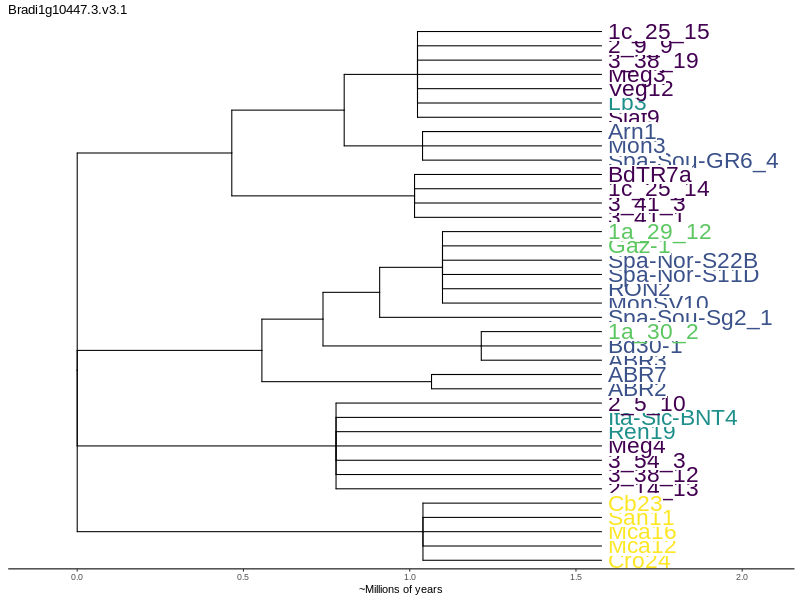 Bradi1g10447.3.v3.1
1c_25_15
2_9_9
3_38_19
Meg3
Veg12
Lb3
Slat9
Arn1
Mon3
Spa-Sou-GR6_4
BdTR7a
1c_25_14
3_41_3
3_41_1
1a_29_12
Gaz-1
Spa-Nor-S22B
Spa-Nor-S11D
RON2
MonSV10
Spa-Sou-Sg2_1
1a_30_2
Bd30-1
ABR3
ABR7
ABR2
2_5_10
Ita-Sic-BNT4
Ren19
Meg4
3_54_3
3_38_12
2_14_13
Cb23
San11
Mca16
Mca12
Cro24
0.0 0.5 1.0 1.5 2.0
~Millions of years